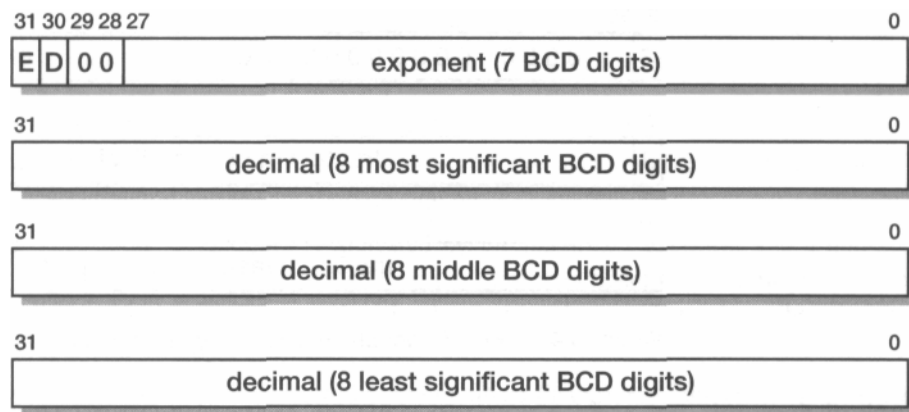 31 30 29 28 27 0
E D 0 0 exponent (7 BCD digits)
31 0
decimal (8 most significant BCD digits)
31 0
decimal (8 middle BCD digits)
31 0
decimal (8 least significant BCD digits)